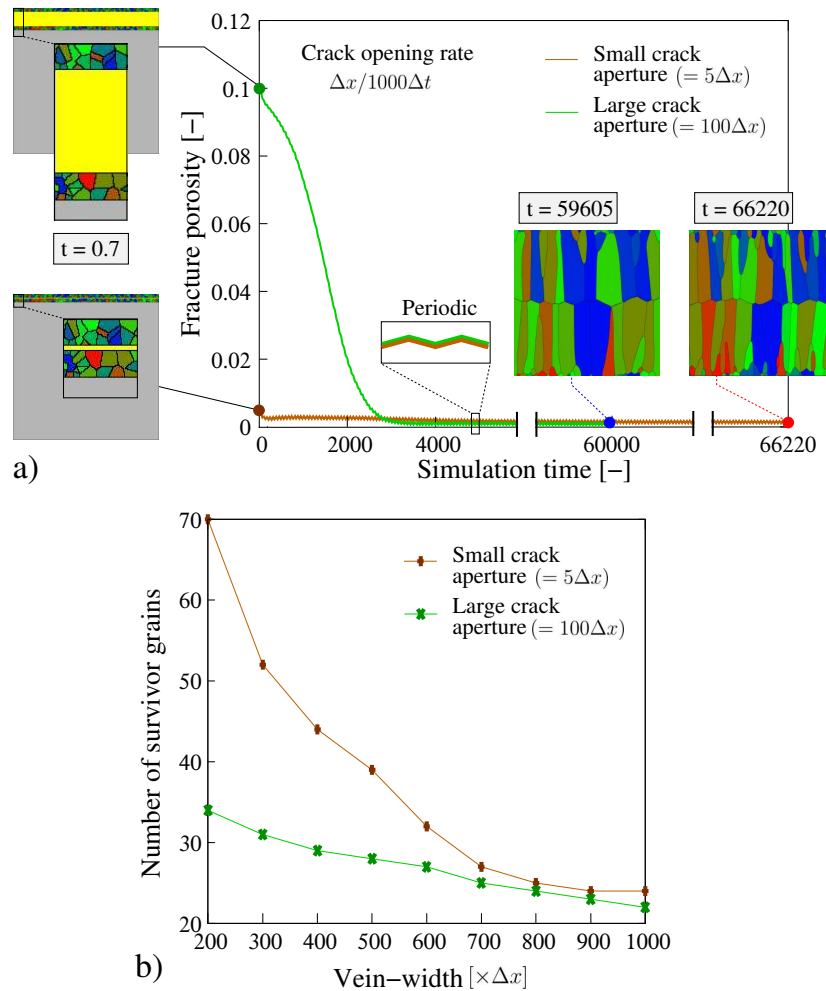 0.12
0.1
0.08
0.06
0.04
0.02
0
Fracture porosity [−]
Crack opening rate
Δx/1000Δt
Small crack
aperture (= 5Δx)
Large crack
aperture (= 100Δx)
t = 0.7
t = 59605
t = 66220
Periodic
0
2000
4000
60000
66220
Simulation time [−]
a)
70
60
50
40
30
20
Number of survivor grains
Small crack
aperture (= 5Δx)
Large crack
aperture (= 100Δx)
200
300
400
500
600
700
800
900
1000
Vein−width [×Δx]
b)